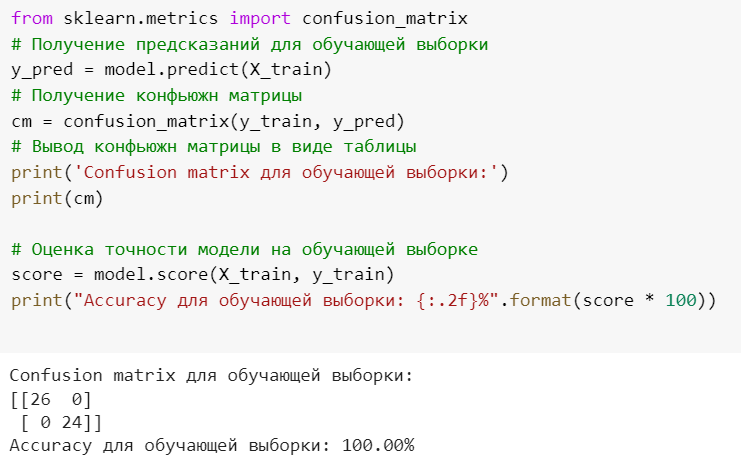 from sklearn.metrics import confusion_matrix
# Получение предсказаний для обучающей выборки
y_pred = model.predict(X_train)
# Получение конфьюжн матрицы
cm = confusion_matrix(y_train, y_pred)
# Вывод конфьюжн матрицы в виде таблицы
print('Confusion matrix для обучающей выборки:')
print(cm)
# Оценка точности модели на обучающей выборке
score = model.score(X_train, y_train)
print("Accuracy для обучающей выборки: {:.2f}%".format(score * 100))
Confusion matrix для обучающей выборки:
[[26  0]
 [ 0 24]]
Accuracy для обучающей выборки: 100.00%